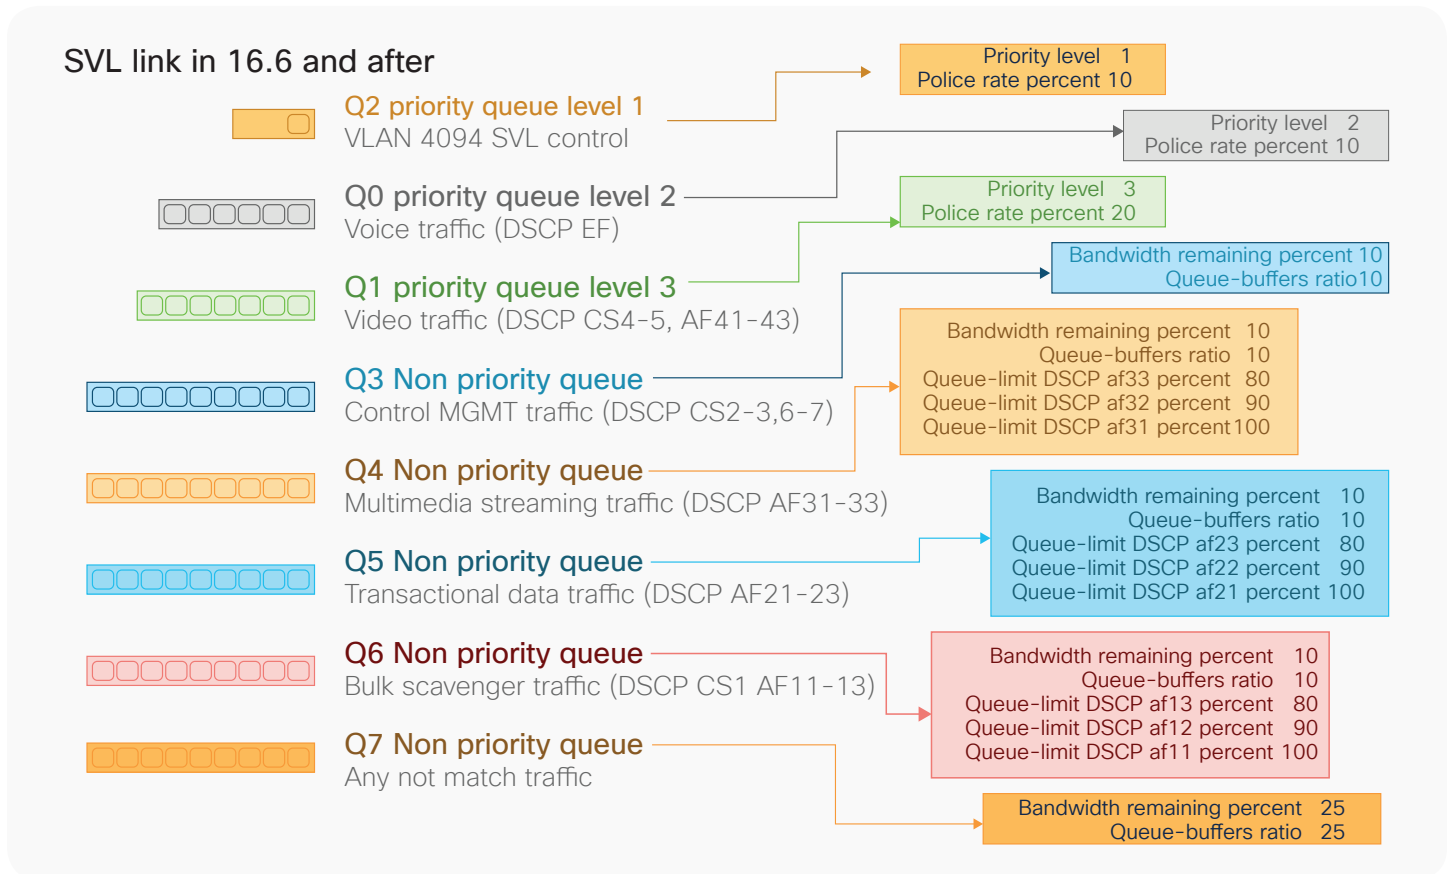 SVL link in 16.6 and after
Q2 priority queue level 1
VLAN 4094 SVL control
Priority level 1
Police rate percent 10
Q0 priority queue level 2
Voice traffic (DSCP EF)
Priority level 2
Police rate percent 10
Q1 priority queue level 3
Video traffic (DSCP CS4-5, AF41-43)
Priority level 3
Police rate percent 20
Q3 Non priority queue
Control MGMT traffic (DSCP CS2-3,6-7)
Bandwidth remaining percent 10
Queue-buffers ratio10
Q4 Non priority queue
Multimedia streaming traffic (DSCP AF31-33)
Bandwidth remaining percent 10
Queue-buffers ratio 10
Queue-limit DSCP af33 percent 80
Queue-limit DSCP af32 percent 90
Queue-limit DSCP af31 percent 100
Q5 Non priority queue
Transactional data traffic (DSCP AF21-23)
Bandwidth remaining percent 10
Queue-buffers ratio 10
Queue-limit DSCP af23 percent 80
Queue-limit DSCP af22 percent 90
Queue-limit DSCP af21 percent 100
Q6 Non priority queue
Bulk scavenger traffic (DSCP CS1 AF11-13)
Bandwidth remaining percent 10
Queue-buffers ratio 10
Queue-limit DSCP af13 percent 80
Queue-limit DSCP af12 percent 90
Queue-limit DSCP af11 percent 100
Q7 Non priority queue
Any not match traffic
Bandwidth remaining percent 25
Queue-buffers ratio 25